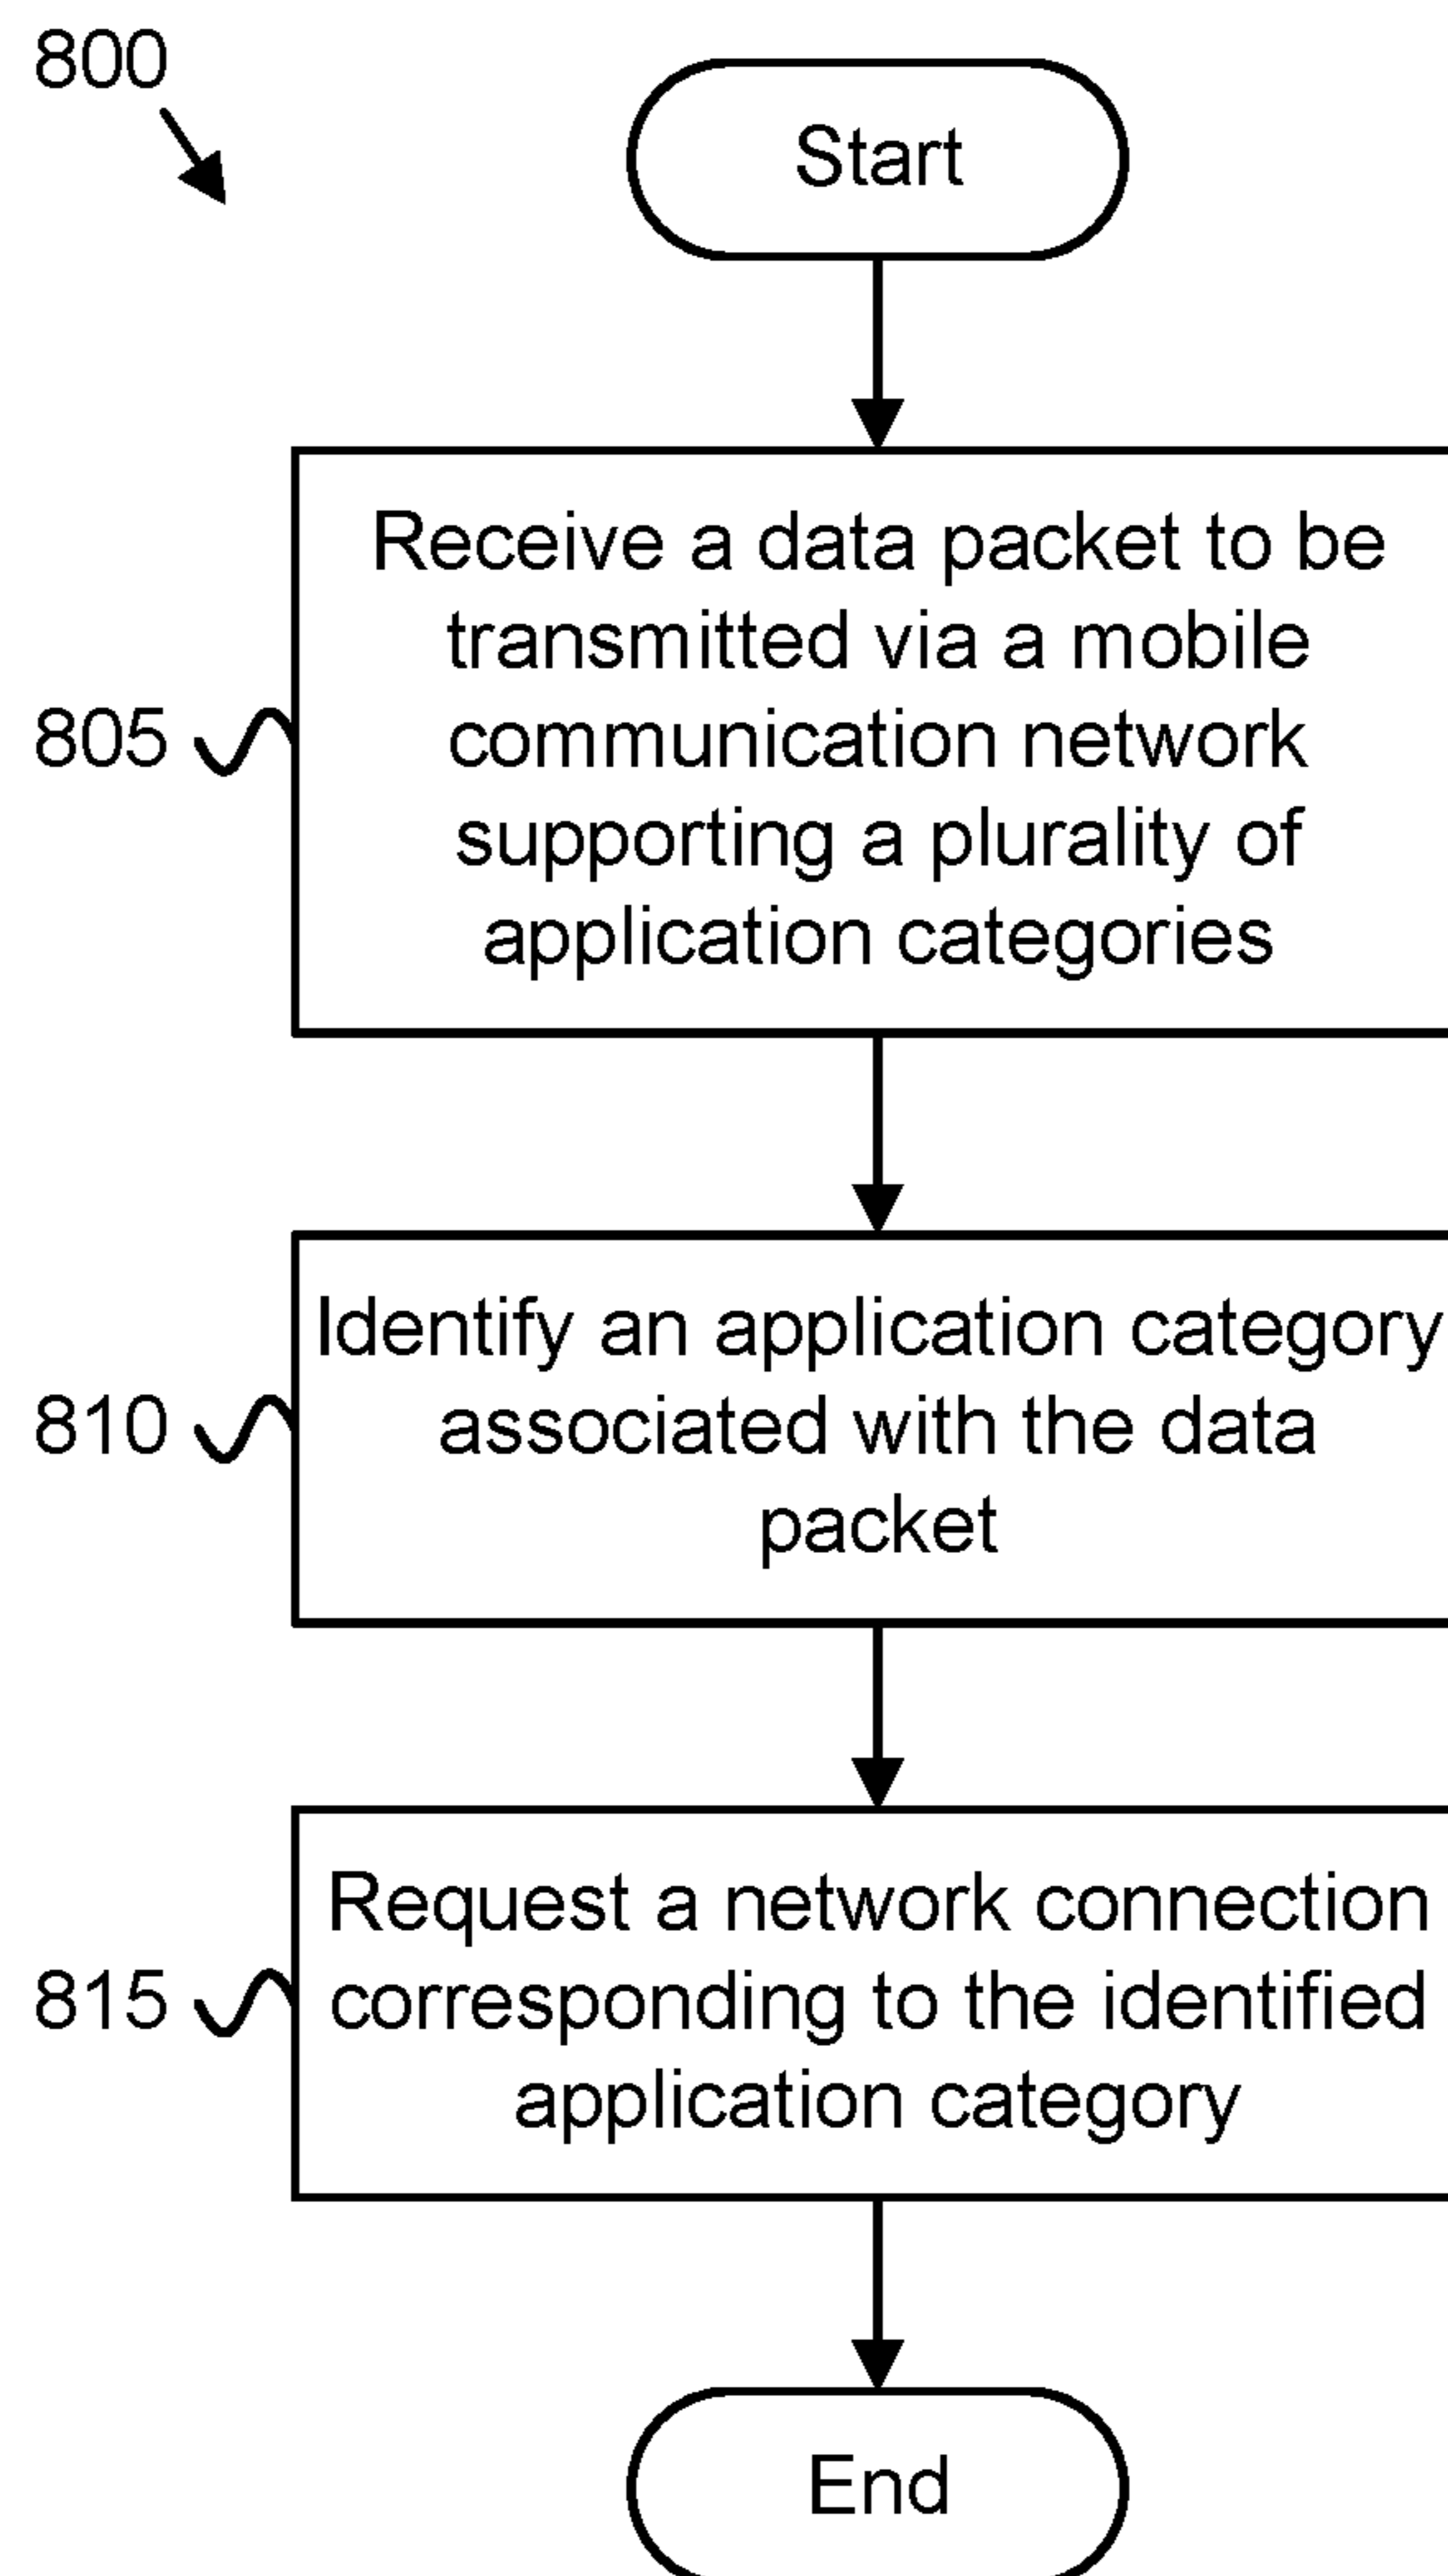 800
Start
805
Receive a data packet to be
transmitted via a mobile
communication network
supporting a plurality of
application categories
810
Identify an application category
associated with the data
packet
815
Request a network connection
corresponding to the identified
application category
End